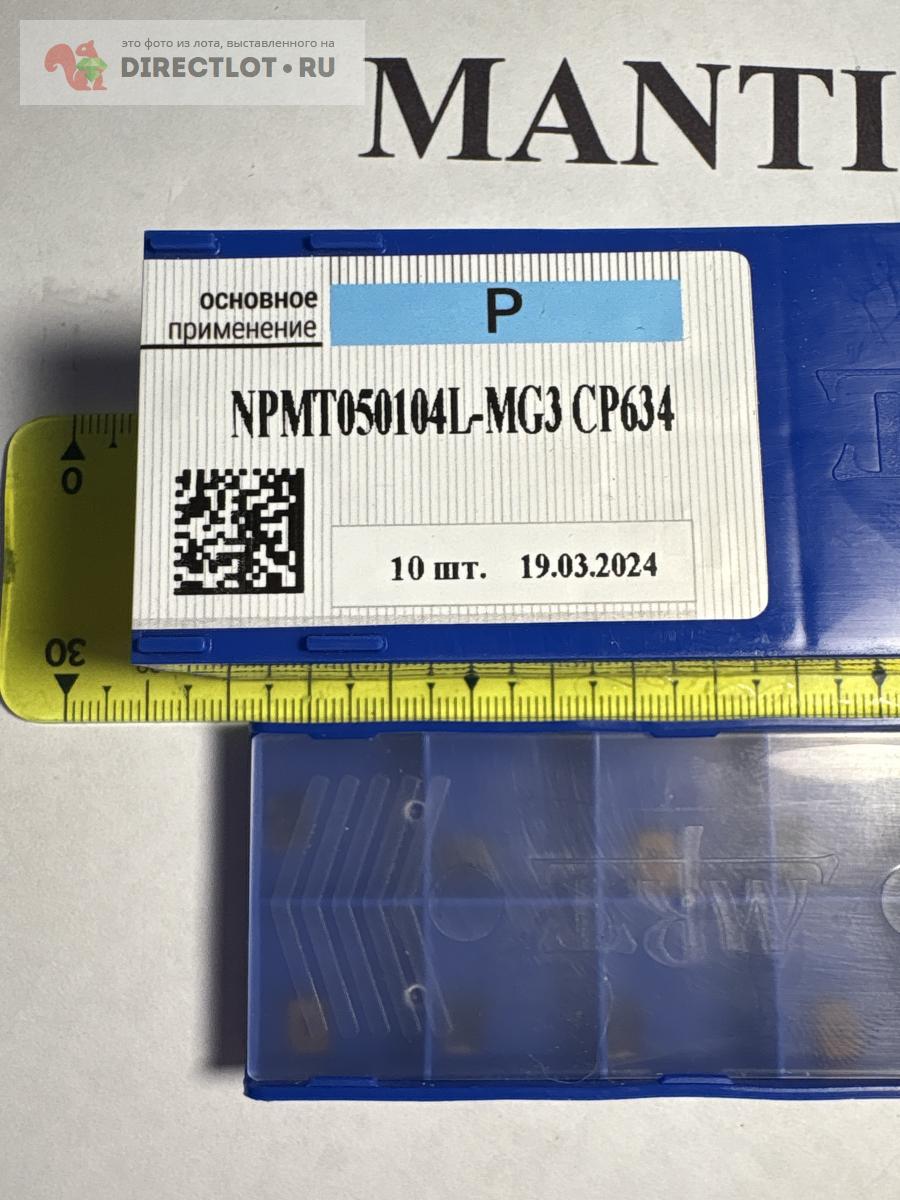 это фото из лота, выставленного на
DIRECTLOT.RU
MANTI
основное
применение
P
NPMT050104L-MG3 CP634
0
10 шт. 19.03.2024
30